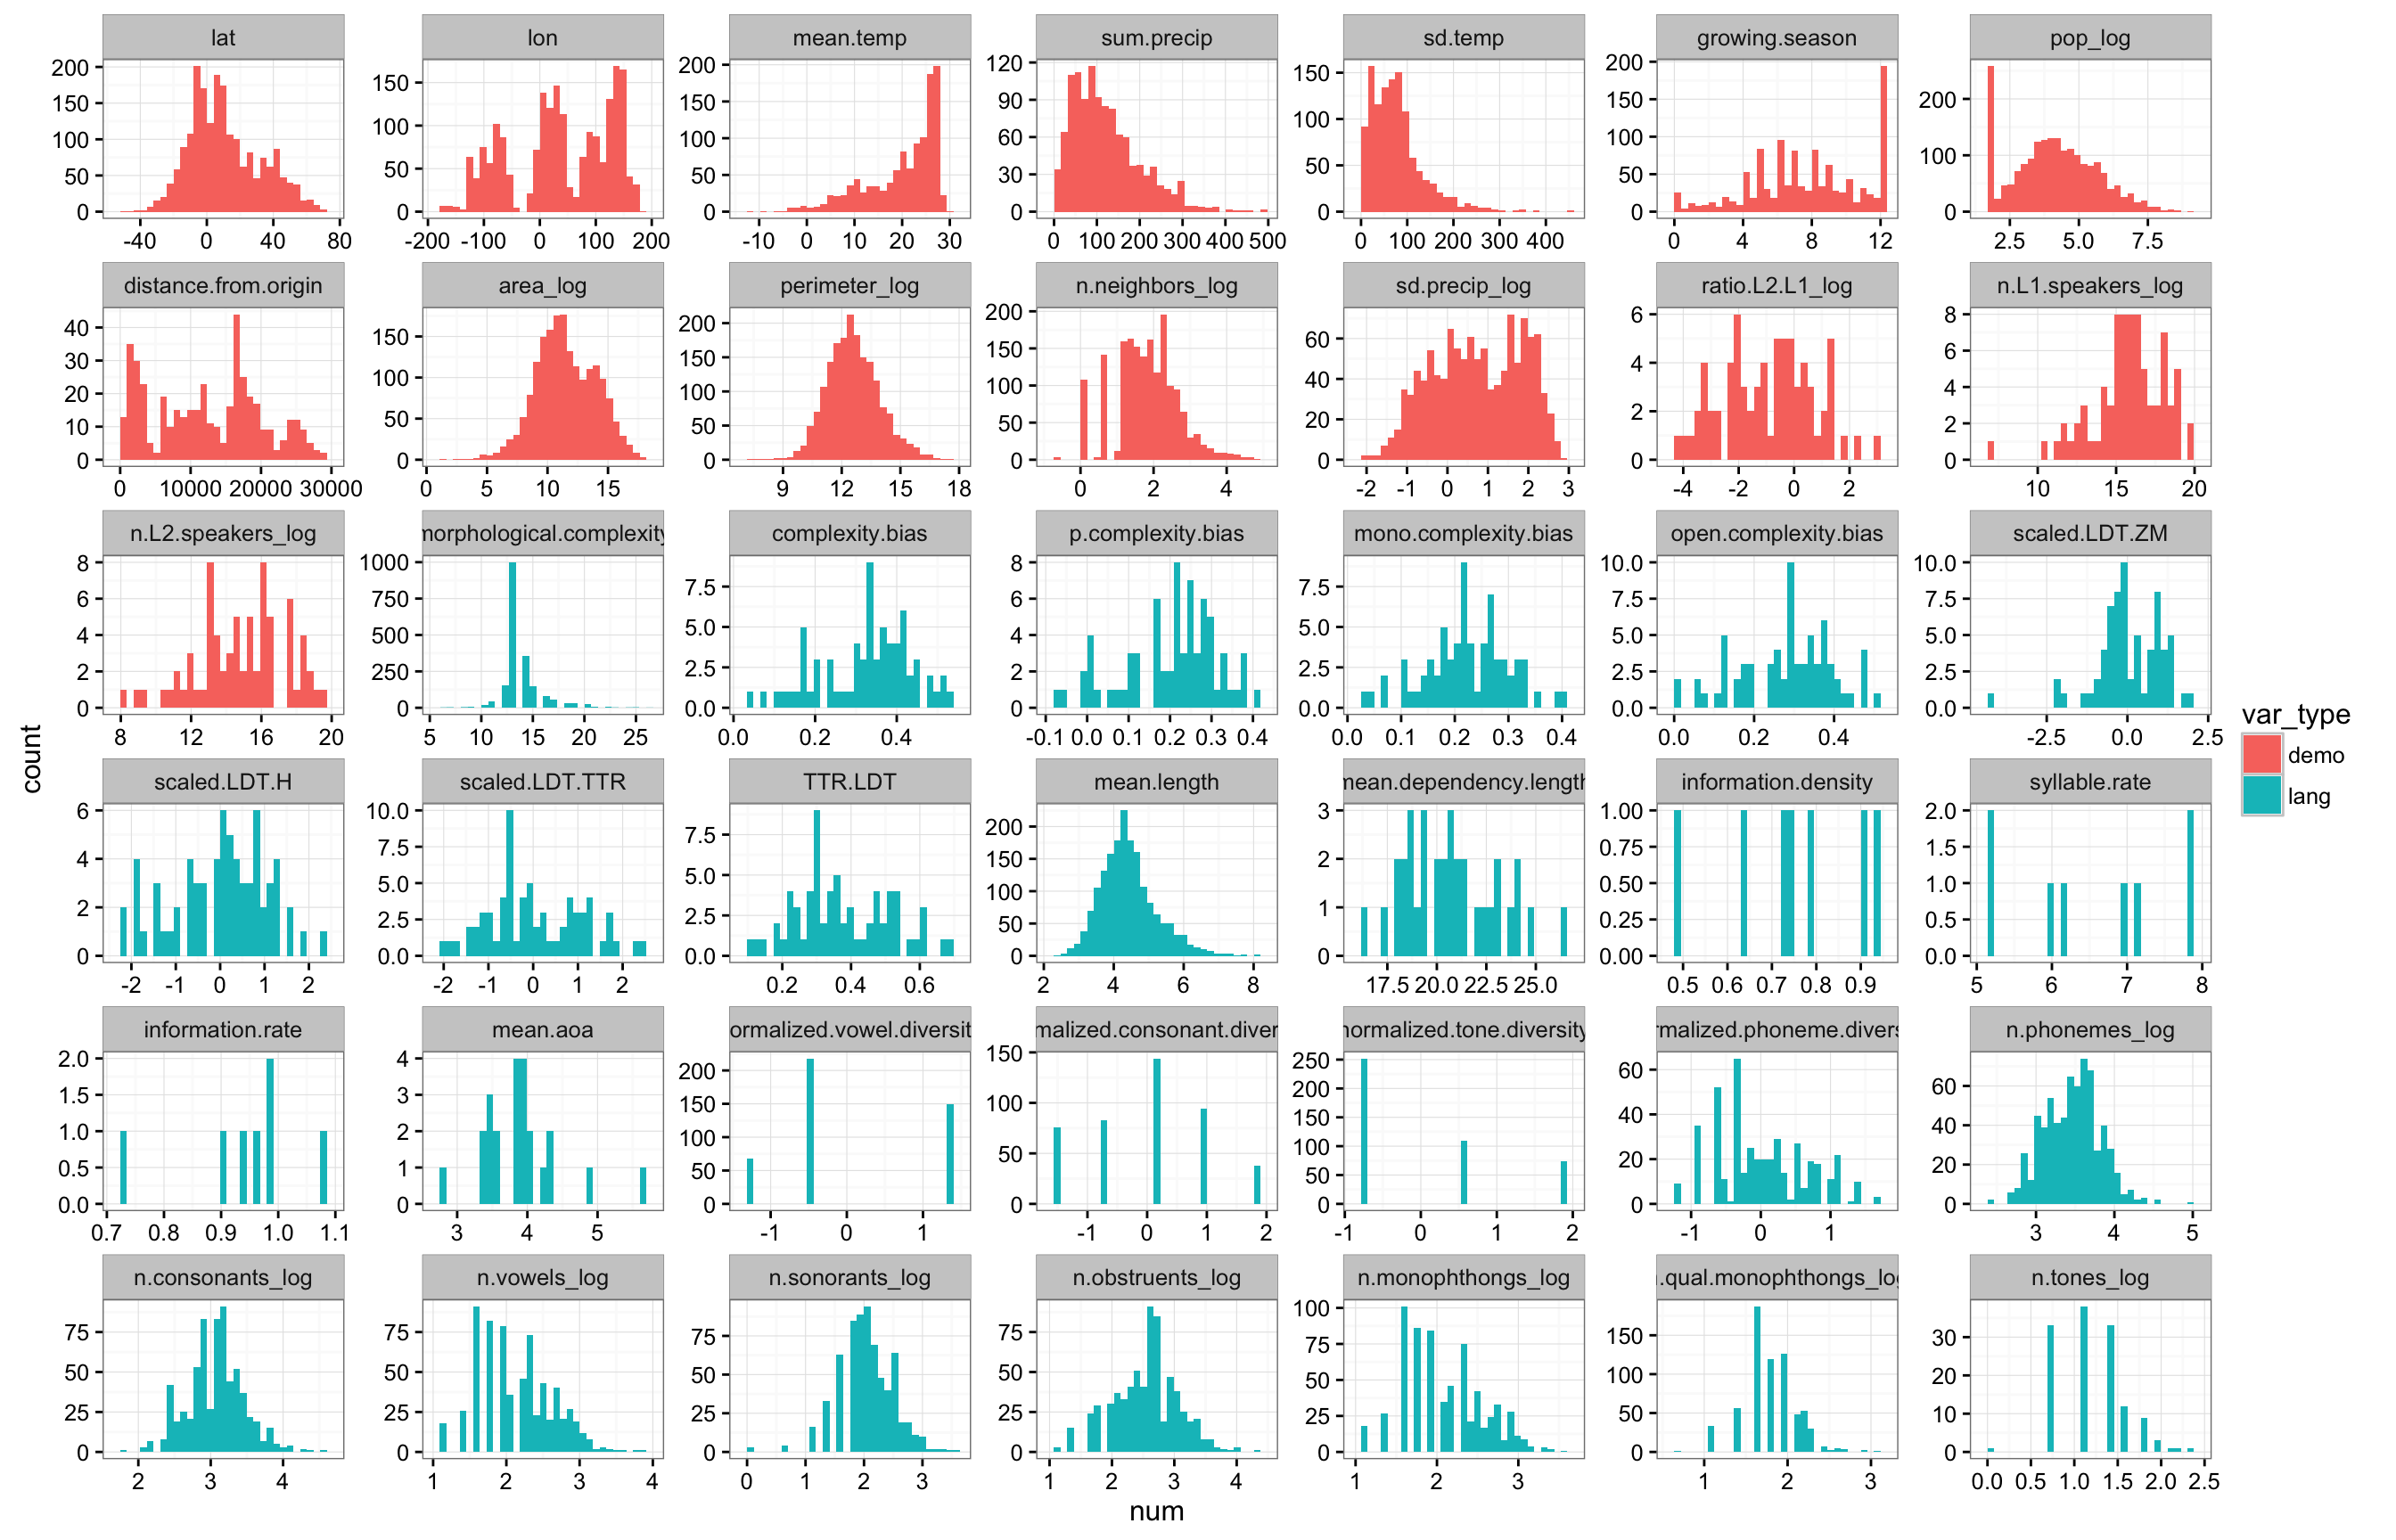 lat lon mean.temp sum.precip sd.temp growing.season pop_log
200 150 100 50 0
-40 0 40 80
150 100 50 0
-200 -100 0 100 200
200 150 100 50 0
-10 0 10 20 30
120 90 60 30 0
0 100 200 300 400 500
150 100 50 0
0 100 200 300 400
200 150 100 50 0
0 4 8 12
200 100 0
2.5 5.0 7.5
distance.from.origin area_log perimeter_log n.neighbors_log sd.precip_log ratio.L2.L1_log n.L1.speakers_log
40 30 20 10 0
0 10000 20000 30000
150 100 50 0
0 5 10 15
200 150 100 50 0
9 12 15 18
200 150 100 50 0
0 2 4
60 40 20 0
-2 -1 0 1 2 3
6 4 2 0
-4 -2 0 2
8 6 4 2 0
10 15 20
n.L2.speakers_log morphological.complexity complexity.bias p.complexity.bias mono.complexity.bias open.complexity.bias scaled.LDT.ZM
8 6 4 2 0
8 12 16 20
1000 750 500 250 0
5 10 15 20 25
7.5 5.0 2.5 0.0
0.0 0.2 0.4
8 6 4 2 0
-0.1 0.0 0.1 0.2 0.3 0.4
7.5 5.0 2.5 0.0
0.0 0.1 0.2 0.3 0.4
10.0 7.5 5.0 2.5 0.0
0.0 0.2 0.4
10.0 7.5 5.0 2.5 0.0
-2.5 0.0 2.5
scaled.LDT.H scaled.LDT.TTR TTR.LDT mean.length mean.dependency.length information.density syllable.rate
6 4 2 0
-2 -1 0 1 2
10.0 7.5 5.0 2.5 0.0
-2 -1 0 1 2
7.5 5.0 2.5 0.0
0.2 0.4 0.6
200 150 100 50 0
2 4 6 8
3 2 1 0
17.5 20.0 22.5 25.0
1.00 0.75 0.50 0.25 0.00
0.5 0.6 0.7 0.8 0.9
2.0 1.5 1.0 0.5 0.0
5 6 7 8
information.rate mean.aoa ormalized.vowel.diversit malized.consonant.diver normalized.tone.diversity rmalized.phoneme.divers n.phonemes_log
2.0 1.5 1.0 0.5 0.0
0.7 0.8 0.9 1.0 1.1
4 3 2 1 0
3 4 5
200 150 100 50 0
-1 0 1
150 100 50 0
-1 0 1 2
250 200 150 100 50 0
-1 0 1 2
60 40 20 0
-1 0 1
60 40 20 0
3 4 5
n.consonants_log n.vowels_log n.sonorants_log n.obstruents_log n.monophthongs_log n.qual.monophthongs_log n.tones_log
75 50 25 0
2 3 4
75 50 25 0
1 2 3 4
75 50 25 0
0 1 2 3
75 50 25 0
1 2 3 4
100 75 50 25 0
1 2 3
150 100 50 0
1 2 3
30 20 10 0
0.0 0.5 1.0 1.5 2.0 2.5
count
num
var_type
demo
lang